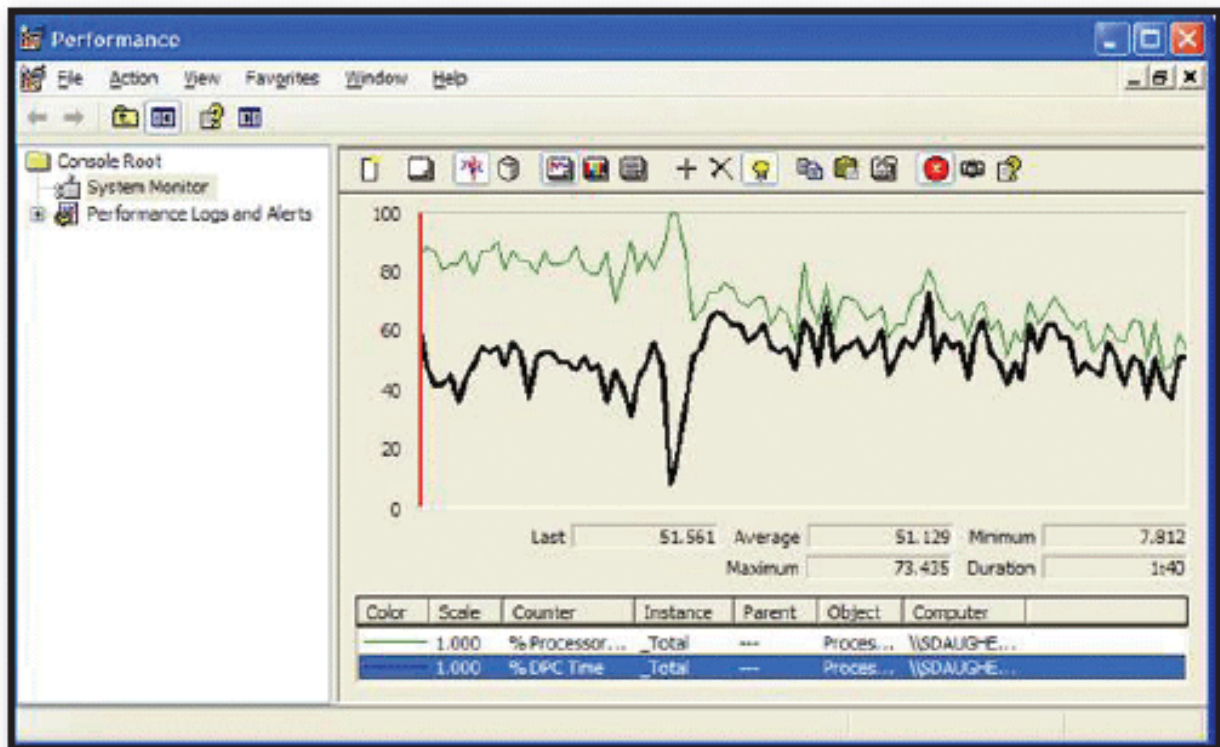 Performance
File Action View Favorites Window Help
Console Root
System Monitor
Performance Logs and Alerts
100
80
60
40
20
0
Last 51.561 Average 51.129 Minimum 7.812
Maximum 73.435 Duration 1:40
Color Scale Counter Instance Parent Object Computer
1.000 % Processor... _Total --- Proces... \\SDAUGHE...
1.000 % DPC Time _Total --- Proces... \\SDAUGHE...